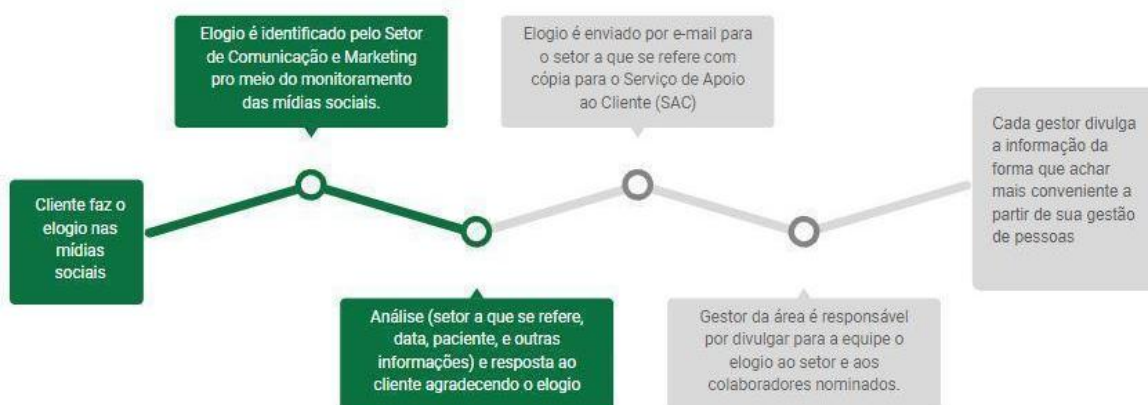 Cliente faz o
elogio nas
mídias
sociais
Elogio é identificado pelo Setor
de Comunicação e Marketing
pro meio do monitoramento
das mídias sociais.
Análise (setor a que se refere,
data, paciente, e outras
informações) e resposta ao
cliente agradecendo o elogio
Elogio é enviado por e-mail para
o setor a que se refere com
cópia para o Serviço de Apoio
ao Cliente (SAC)
Gestor da área é responsável
por divulgar para a equipe o
elogio ao setor e aos
colaboradores nominados.
Cada gestor divulga
a informação da
forma que achar
mais conveniente a
partir de sua gestão
de pessoas